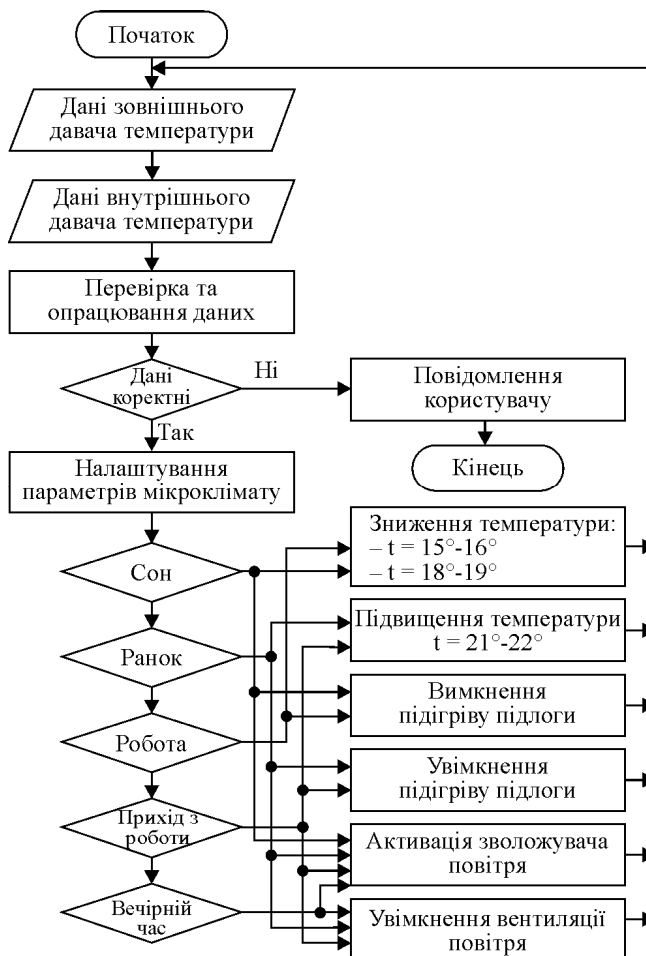 Початок
Дані зовнішнього
давача температури
Дані внутрішнього
давача температури
Перевірка та
опрацювання даних
Дані
коректні
Ні
Так
Повідомлення
користувачу
Кінець
Налаштування
параметрів мікроклімату
Сон
Ранок
Робота
Прихід з
роботи
Вечірній
час
Зниження температури:
– t = 15°-16°
– t = 18°-19°
Підвищення температури
t = 21°-22°
Вимкнення
підігріву підлоги
Увімкнення
підігріву підлоги
Активація зволожувача
повітря
Увімкнення вентиляції
повітря